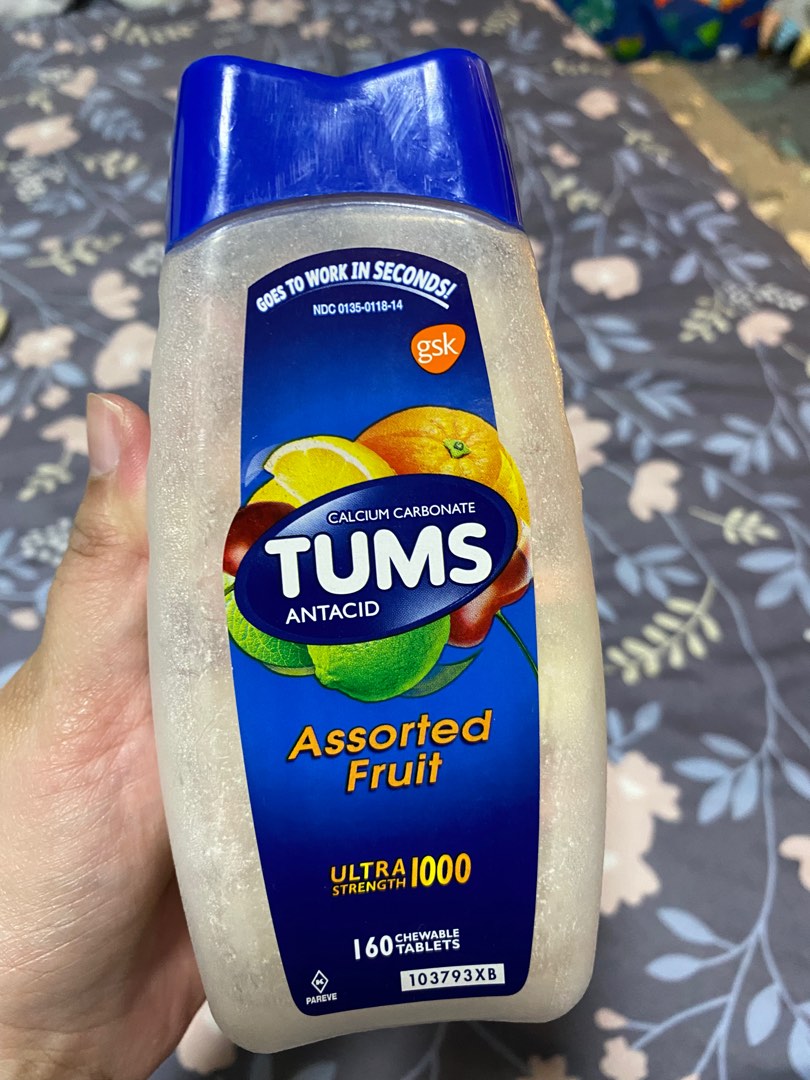 GOES TO WORK IN SECONDS!
NDC 0135-0118-14
gsk
CALCIUM CARBONATE
TUMS
ANTACID
Assorted
Fruit
ULTRA
STRENGTH 1000
160 CHEWABLE
TABLETS
K
PAREVE
103793XB